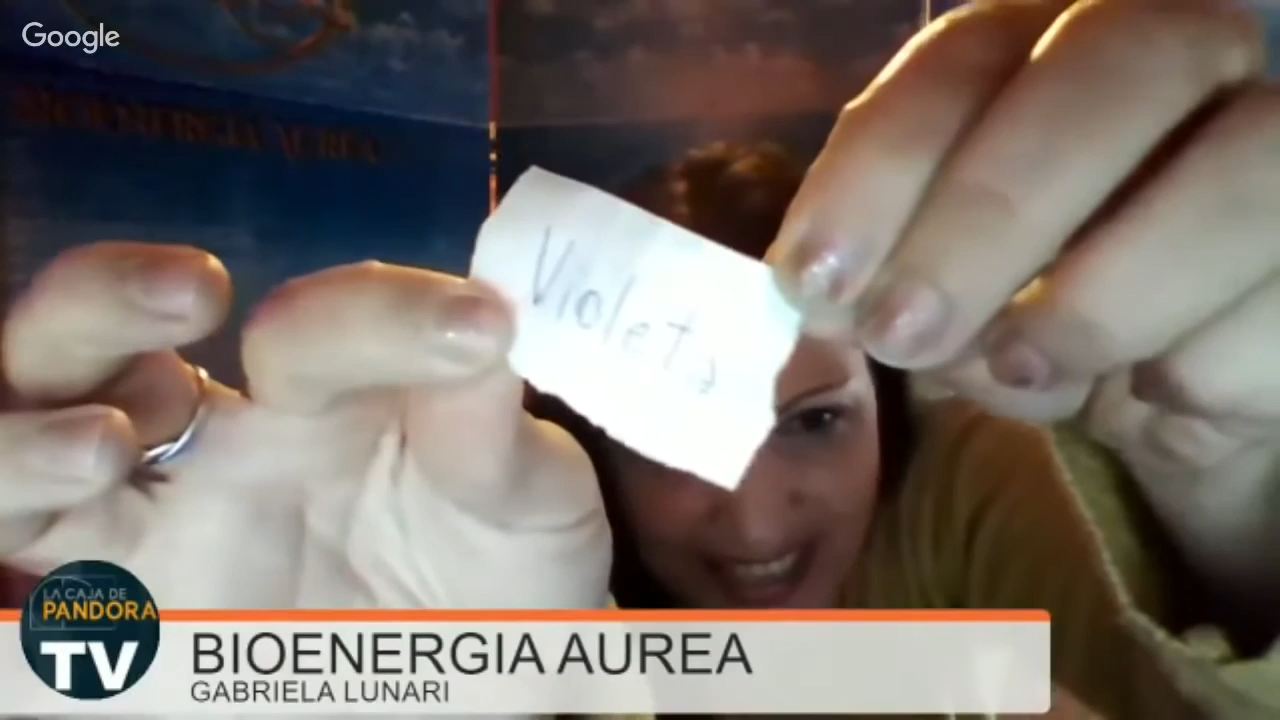 Google
BIOENERGIA AUREA
Violeta
LA CAJA DE
PANDORA
TV
BIOENERGIA AUREA
GABRIELA LUNARI